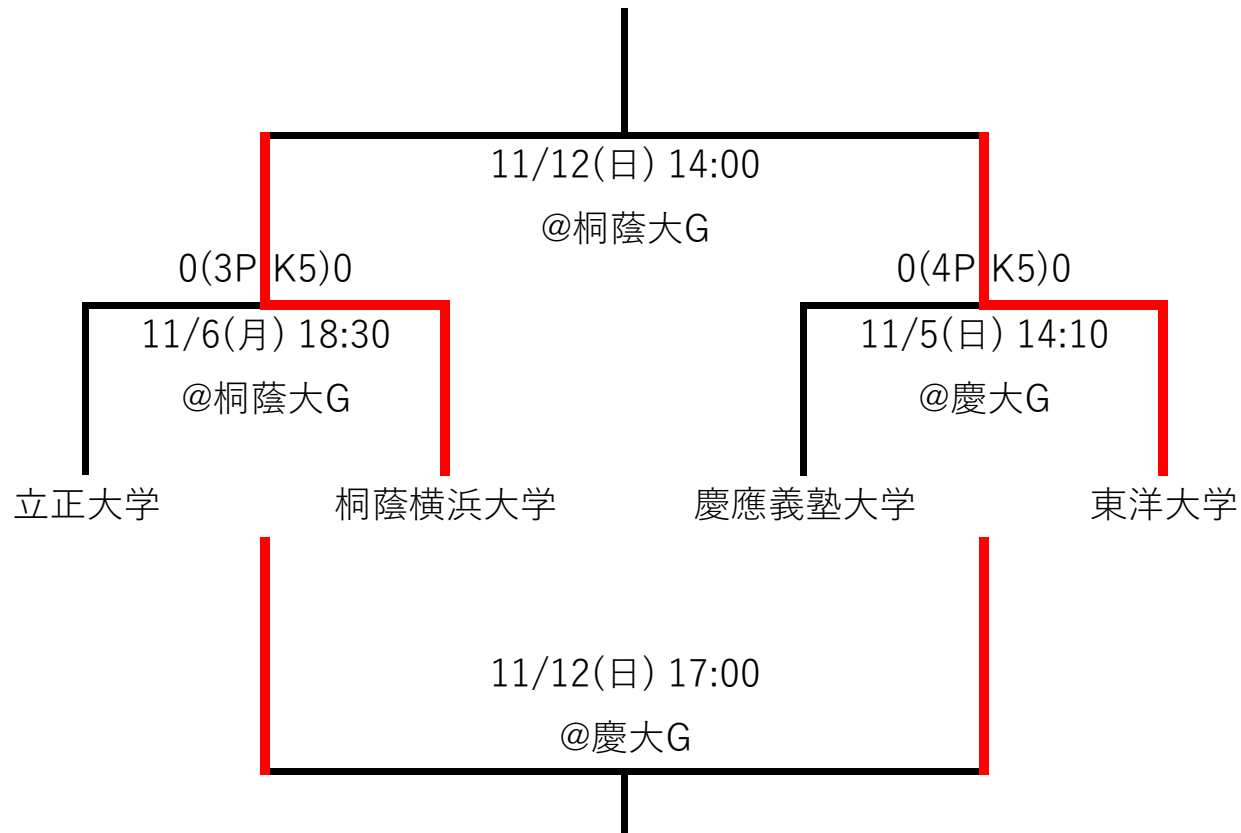 11/12(日) 14:00
@桐蔭大G
0(3PK5)0
0(4PK5)0
11/6(月) 18:30
@桐蔭大G
11/5(日) 14:10
@慶大G
立正大学
桐蔭横浜大学
慶應義塾大学
東洋大学
11/12(日) 17:00
@慶大G